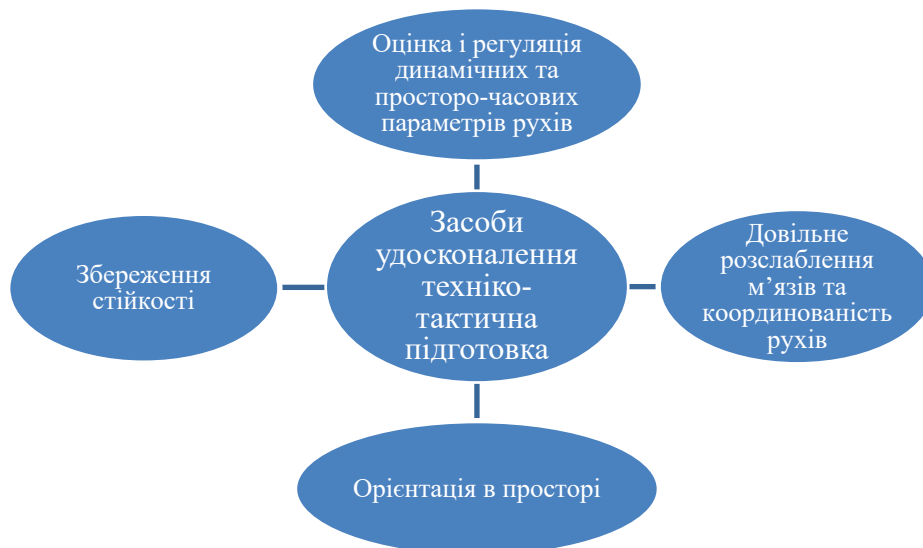 Оцінка і регуляція
динамічних та
просторо-часових
параметрів рухів
Засоби
удосконалення
техніко-
тактична
підготовка
Збереження
стійкості
Довільне
розслаблення
м’язів та
координованість
рухів
Орієнтація в просторі